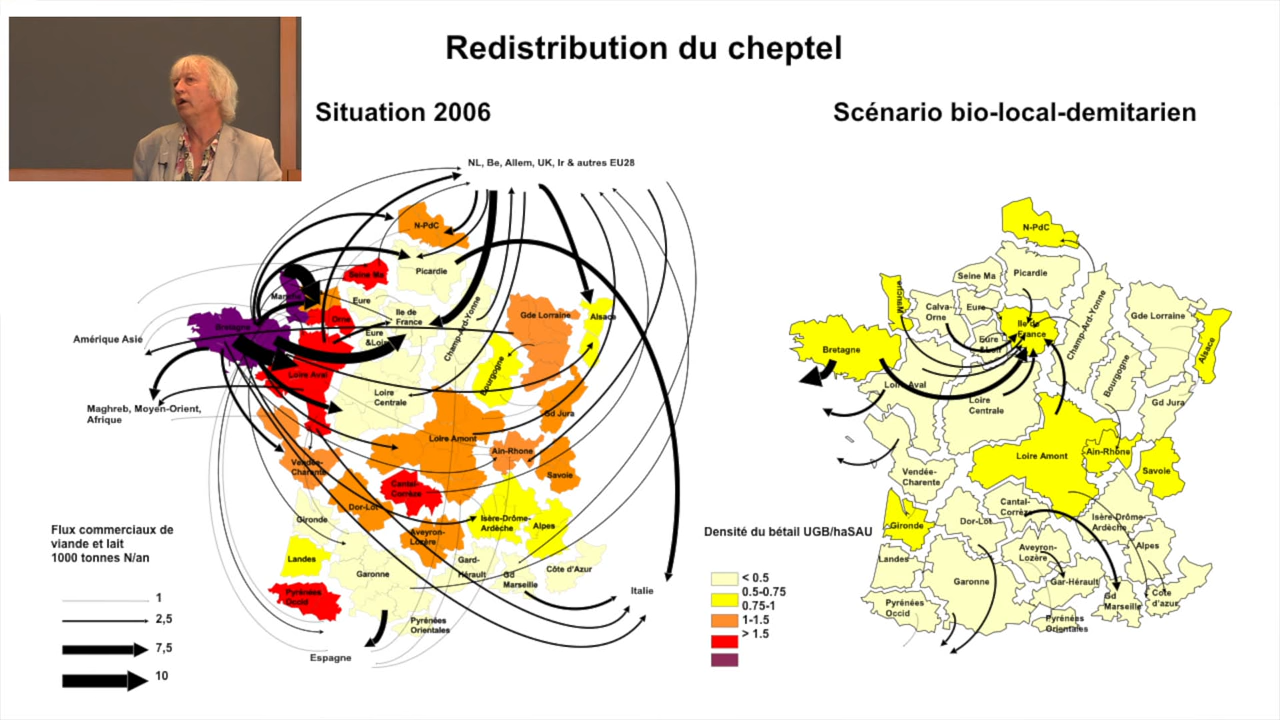 Redistribution du cheptel
Situation 2006
Scénario bio-local-demitarien
NL, Be, Allem, UK, Ir & autres EU28
N-PdC
Picardie
Seine Ma
Eure
Ile de
France
Orne
Eure
&Loir
Bretagne
Champ-Ard-Yonne
Gde Lorraine
Alsace
Bourgogne
Loire Aval
Loire
Centrale
Gd Jura
Loire Amont
Ain-Rhone
Savoie
Vendée-
Charente
Cantal-
Corrèze
Dor-Lot
Gironde
Isère-Drôme-
Ardèche
Alpes
Aveyron-
Lozère
Landes
Garonne
Gard-
Hérault
Gd
Marseille
Côte d'Azur
Pyrénées
Occid
Pyrénées
Orientales
Espagne
Italie
Amérique Asie
Maghreb, Moyen-Orient,
Afrique
Flux commerciaux de
viande et lait
1000 tonnes N/an
1
2,5
7,5
10
Densité du bétail UGB/haSAU
< 0.5
0.5-0.75
0.75-1
1-1.5
> 1.5
N-PdC
Seine Ma
Picardie
Manche
Calva-
Orne
Eure
Ile de
France
Eure
&Loir
Champ-Ard-Yonne
Gde Lorraine
Alsace
Bretagne
Loire Aval
Loire
Centrale
Bourgogne
Gd Jura
Loire Amont
Ain-Rhône
Savoie
Vendée-
Charente
Cantal-
Corrèze
Isère-Drôme-
Ardèche
Gironde
Dor-Lot
Alpes
Landes
Aveyron-
Lozère
Garonne
Gar-Hérault
Gd
Marseille
Cote
d'azur
Pyrénées
Occid
Pyrénées
Orientales